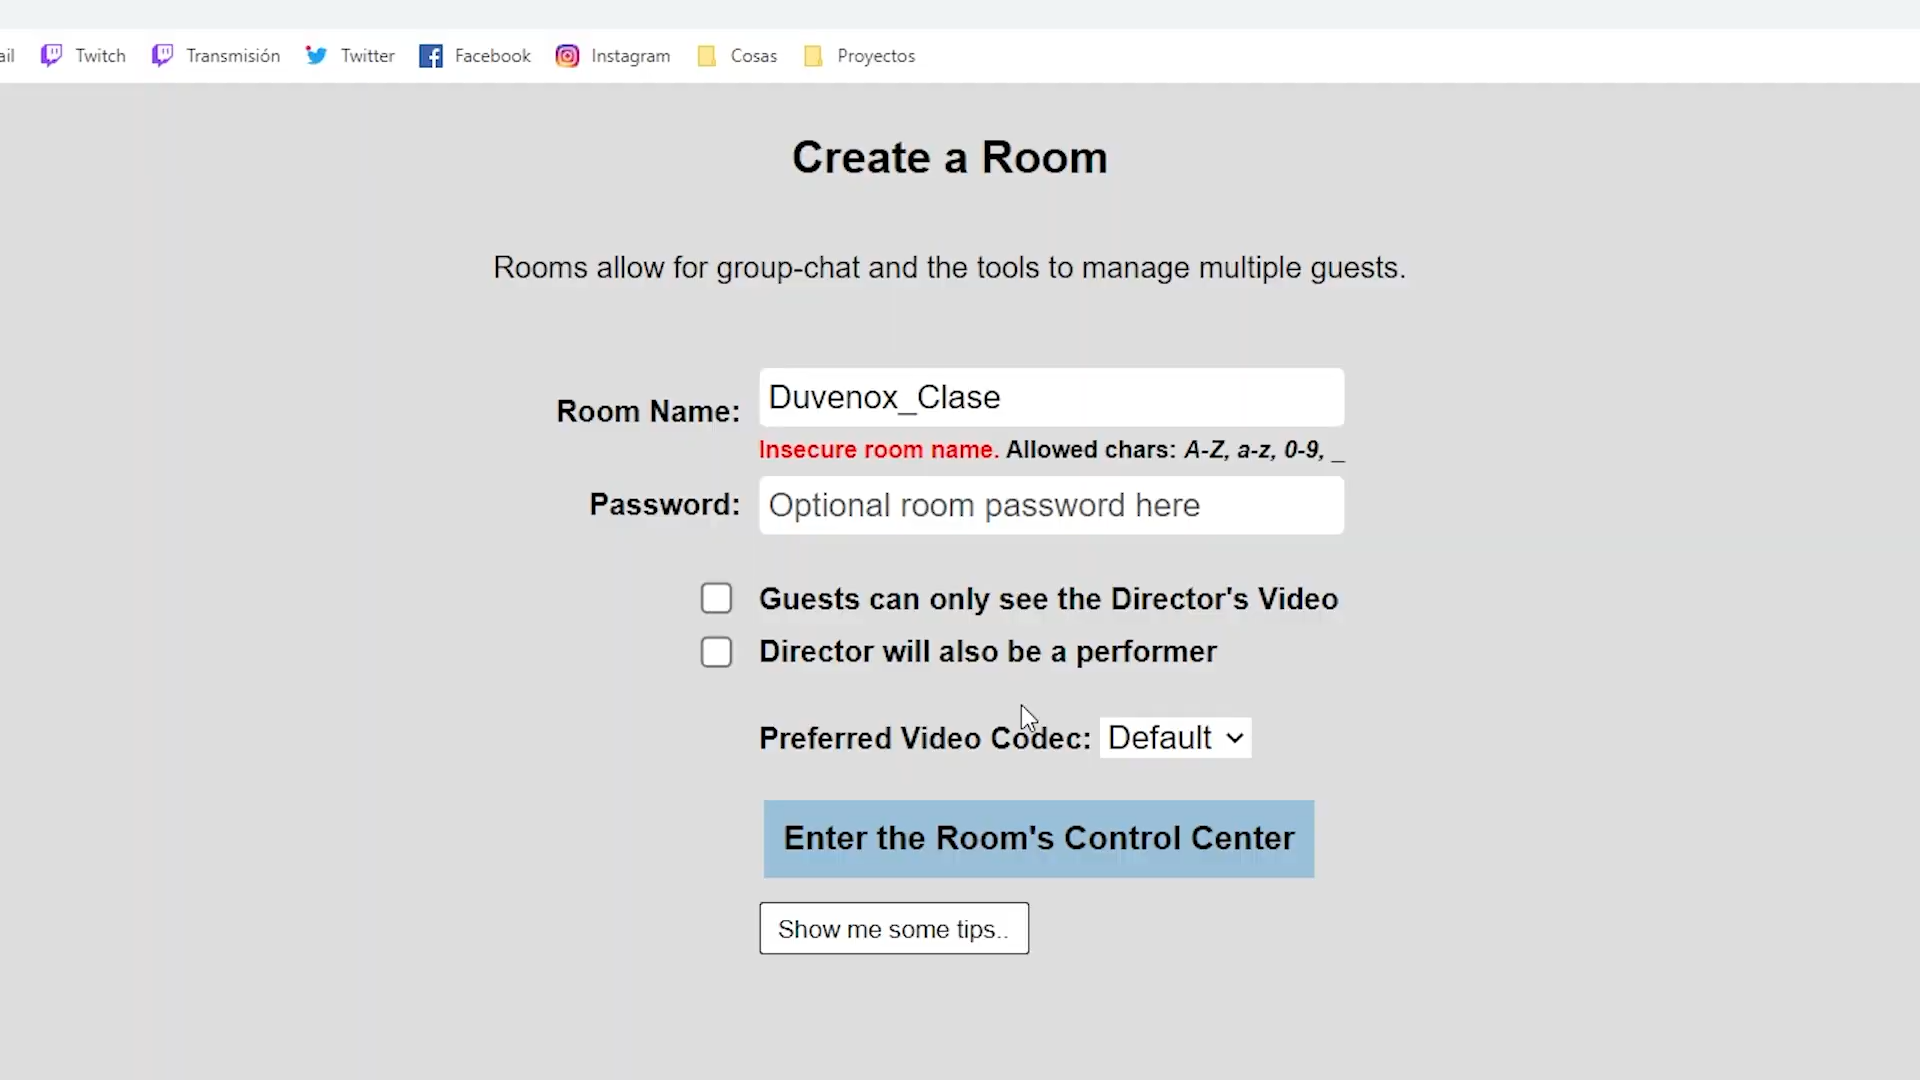 ail Twitch Transmisión Twitter Facebook Instagram Cosas Proyectos
Create a Room
Rooms allow for group-chat and the tools to manage multiple guests.
Room Name: Duvenox_Clase
Insecure room name. Allowed chars: A-Z, a-z, 0-9, _
Password: Optional room password here
Guests can only see the Director's Video
Director will also be a performer
Preferred Video Codec: Default
Enter the Room's Control Center
Show me some tips..